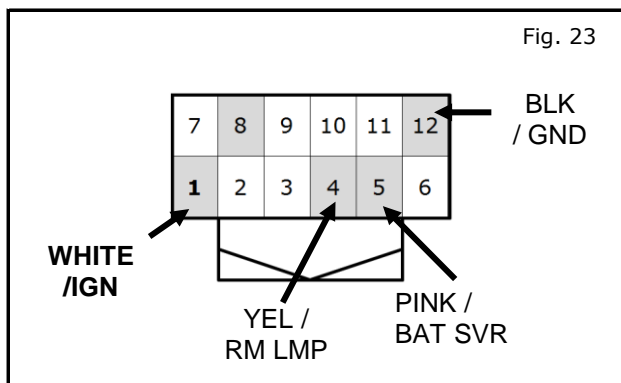 Fig. 23
7 8 9 10 11 12
1 2 3 4 5 6
BLK
/ GND
WHITE
/IGN
YEL /
RM LMP
PINK /
BAT SVR